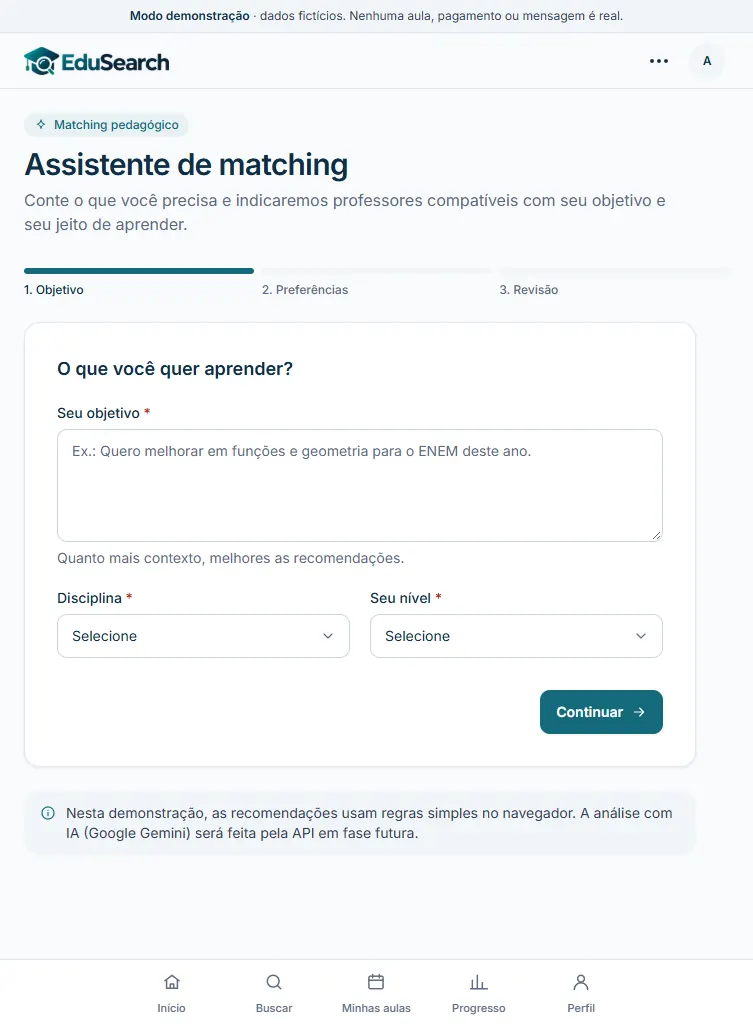 Modo demonstração · dados fictícios. Nenhuma aula, pagamento ou mensagem é real.
EduSearch
A
Matching pedagógico
Assistente de matching
Conte o que você precisa e indicaremos professores compatíveis com seu objetivo e
seu jeito de aprender.
1. Objetivo
2. Preferências
3. Revisão
O que você quer aprender?
Seu objetivo *
Ex.: Quero melhorar em funções e geometria para o ENEM deste ano.
Quanto mais contexto, melhores as recomendações.
Disciplina *
Seu nível *
Selecione
Selecione
Continuar →
Nesta demonstração, as recomendações usam regras simples no navegador. A análise com
IA (Google Gemini) será feita pela API em fase futura.
Início
Buscar
Minhas aulas
Progresso
Perfil